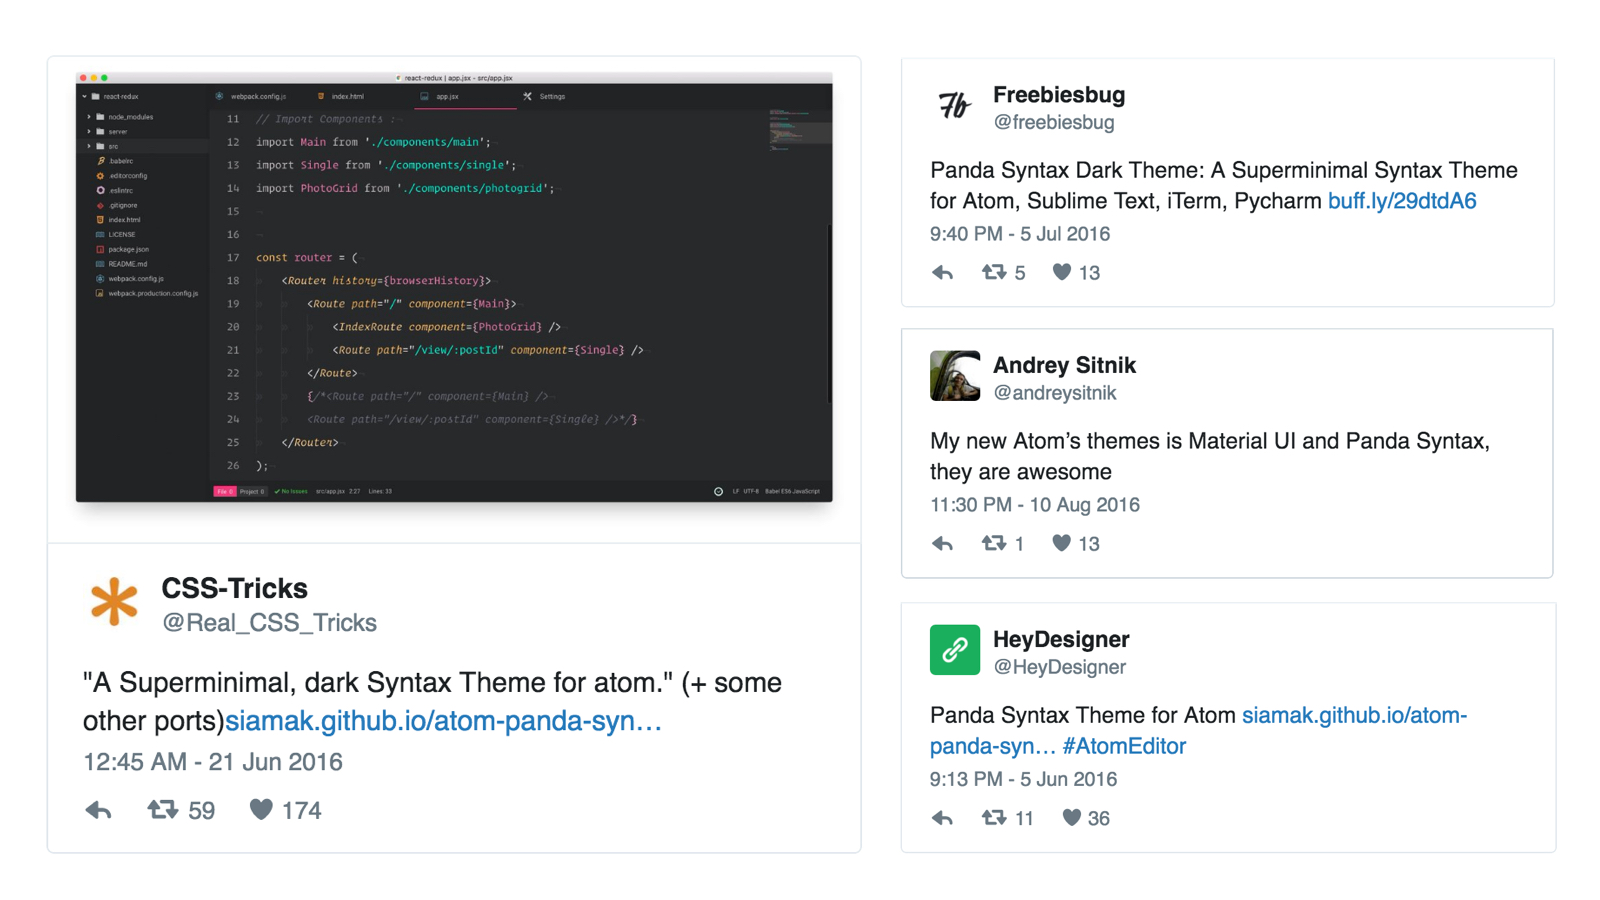 react-redux | app.jsx - src/app.jsx
react-redux
node_modules
server
src
.babelrc
.editorconfig
.eslintrc
.gitignore
index.html
LICENSE
package.json
README.md
webpack.config.js
webpack.production.config.js
webpack.config.js index.html app.jsx Settings
11 // Import Components :
12 import Main from './components/main';
13 import Single from './components/single';
14 import PhotoGrid from './components/photogrid';
15
16
17 const router = (
18 <Router history={browserHistory}>
19 <Route path="/" component={Main}>
20 <IndexRoute component={PhotoGrid} />
21 <Route path="/view/:postId" component={Single} />
22 </Route>
23 {/*<Route path="/" component={Main} />
24 <Route path="/view/:postId" component={Single} />*/}
25 </Router>
26 );
File 0 Project 0 No Issues src/app.jsx 2:27 Lines: 33 LF UTF-8 Babel ES6 JavaScript
CSS-Tricks
@Real_CSS_Tricks
"A Superminimal, dark Syntax Theme for atom." (+ some
other ports)siamak.github.io/atom-panda-syn…
12:45 AM - 21 Jun 2016
59 174
7b
Freebiesbug
@freebiesbug
Panda Syntax Dark Theme: A Superminimal Syntax Theme
for Atom, Sublime Text, iTerm, Pycharm buff.ly/29dtdA6
9:40 PM - 5 Jul 2016
5 13
Andrey Sitnik
@andreysitnik
My new Atom’s themes is Material UI and Panda Syntax,
they are awesome
11:30 PM - 10 Aug 2016
1 13
HeyDesigner
@HeyDesigner
Panda Syntax Theme for Atom siamak.github.io/atom-
panda-syn… #AtomEditor
9:13 PM - 5 Jun 2016
11 36